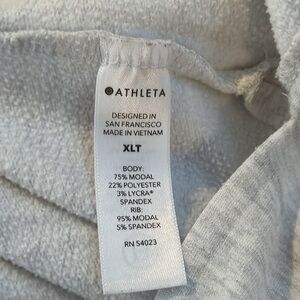 ATHLETA
DESIGNED IN
SAN FRANCISCO
MADE IN VIETNAM
XLT
BODY:
75% MODAL
22% POLYESTER
3% LYCRA®
SPANDEX
RIB:
95% MODAL
5% SPANDEX
RN 54023